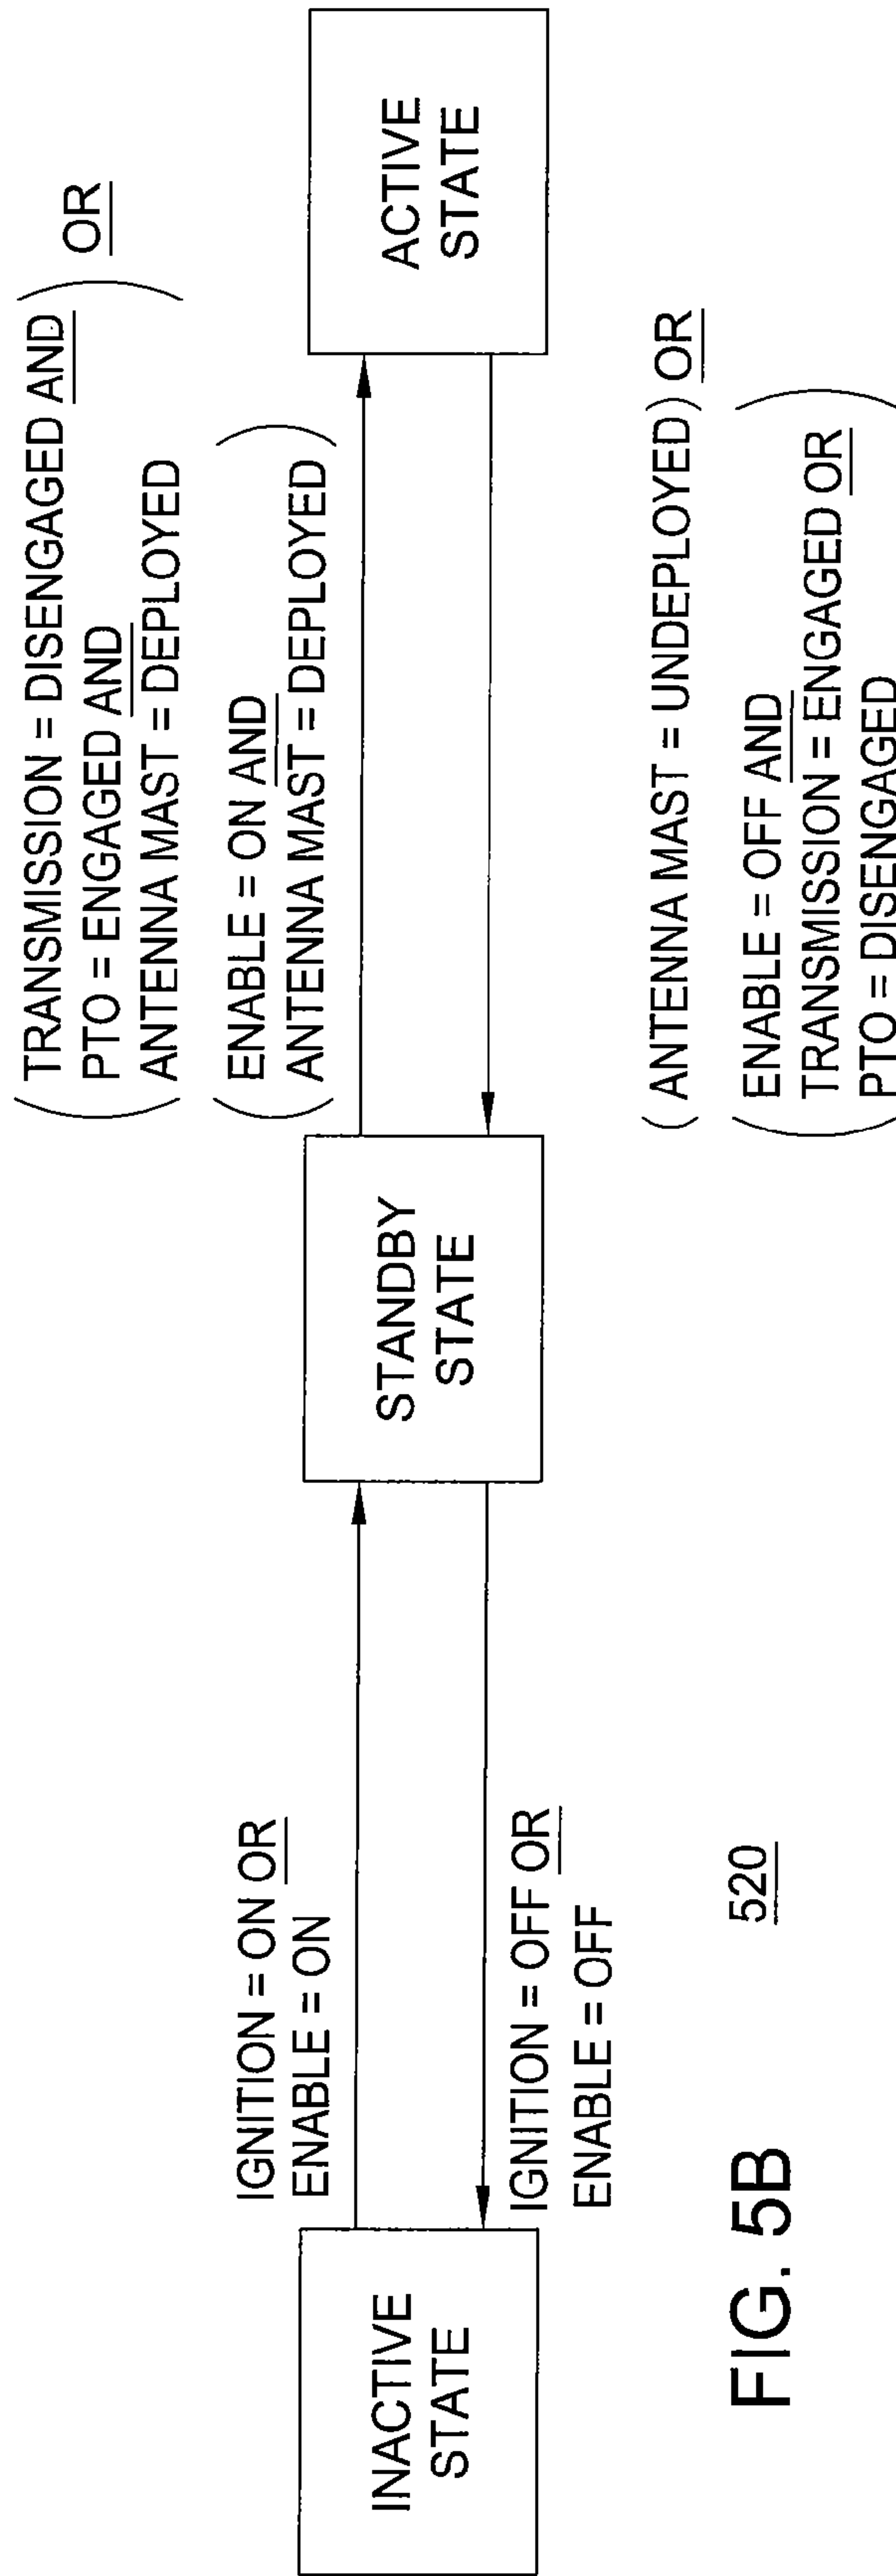 TRANSMISSION = DISENGAGED AND
PTO = ENGAGED AND
ANTENNA MAST = DEPLOYED
OR
ENABLE = ON AND
ANTENNA MAST = DEPLOYED
IGNITION = ON OR
ENABLE = ON
INACTIVE
STATE
STANDBY
STATE
ACTIVE
STATE
IGNITION = OFF OR
ENABLE = OFF
(ANTENNA MAST = UNDEPLOYED) OR
ENABLE = OFF AND
TRANSMISSION = ENGAGED OR
PTO = DISENGAGED
520
FIG. 5B